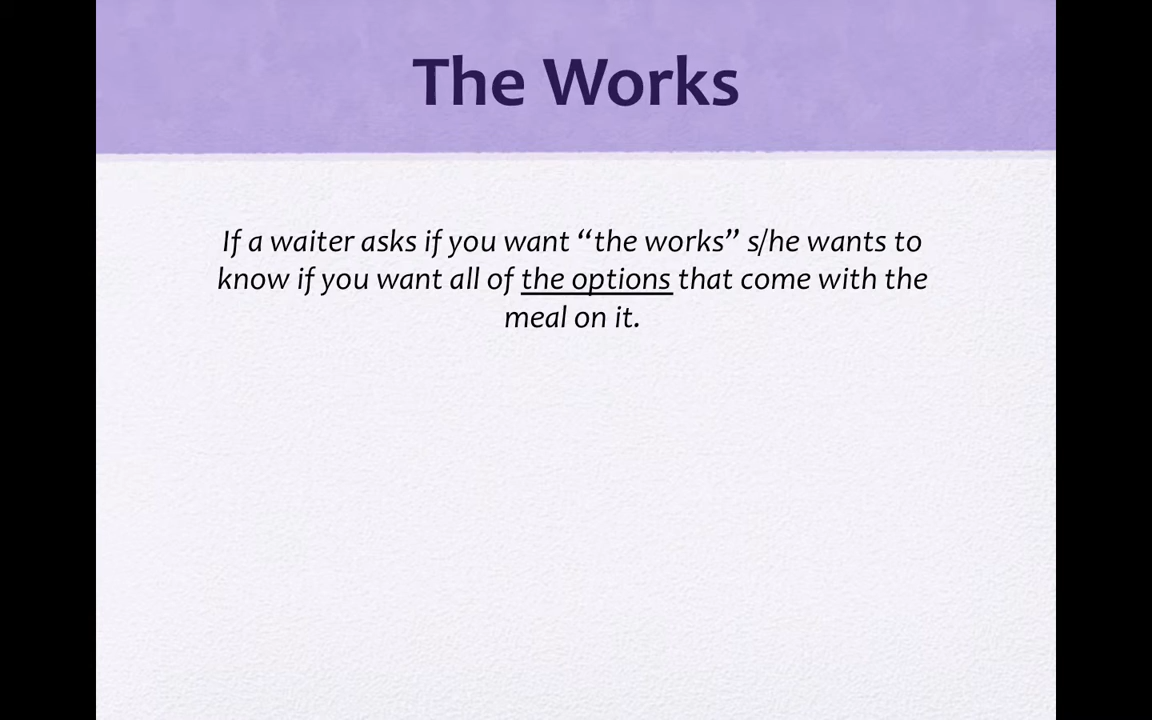 The Works
If a waiter asks if you want “the works” s/he wants to
know if you want all of the options that come with the
meal on it.